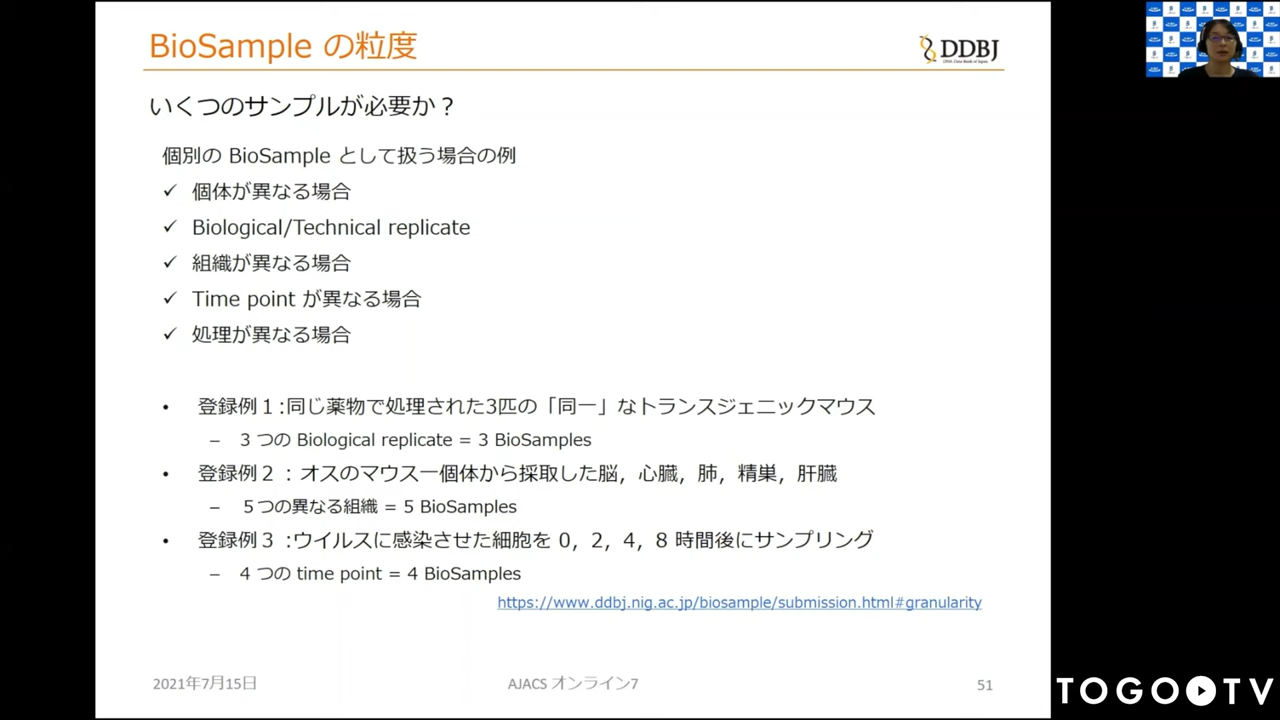 BioSample の粒度
DDBJ
DNA Data Bank of Japan
いくつのサンプルが必要か？
個別の BioSample として扱う場合の例
✓ 個体が異なる場合
✓ Biological/Technical replicate
✓ 組織が異なる場合
✓ Time point が異なる場合
✓ 処理が異なる場合
• 登録例１:同じ薬物で処理された3匹の「同一」なトランスジェニックマウス
– ３つの Biological replicate = 3 BioSamples
• 登録例２：オスのマウス一個体から採取した脳，心臓，肺，精巣，肝臓
– ５つの異なる組織 = 5 BioSamples
• 登録例３:ウイルスに感染させた細胞を 0，2，4，8 時間後にサンプリング
– ４つの time point = 4 BioSamples
https://www.ddbj.nig.ac.jp/biosample/submission.html#granularity
2021年7月15日
AJACS オンライン7
51
TOGO TV